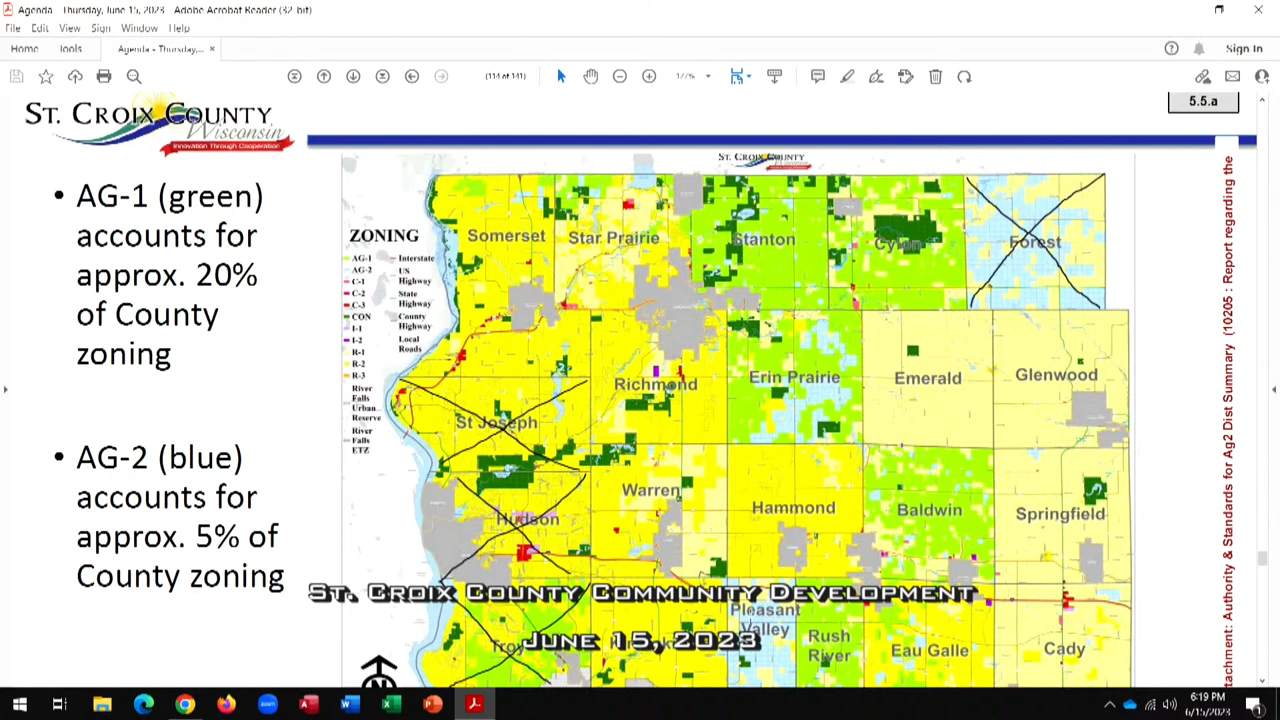 Agenda - Thursday, June 15, 2023 - Adobe Acrobat Reader (32-bit)
File Edit View Sign Window Help
Home Tools Agenda - Thursday,... × Sign In
(114 of 141) 127%
ST. CROIX COUNTY
Wisconsin
Innovation Through Cooperation
5.5.a
• AG-1 (green)
accounts for
approx. 20%
of County
zoning
• AG-2 (blue)
accounts for
approx. 5% of
County zoning
ST. CROIX COUNTY
ZONING
AG-1
AG-2
C-1
C-2
C-3
CON
I-1
I-2
R-1
R-2
R-3
River
Falls
Urban
Reserve
River
Falls
ETZ
Interstate
US
Highway
State
Highway
County
Highway
Local
Roads
Somerset
Star Prairie
Stanton
Cylon
Forest
St Joseph
Richmond
Erin Prairie
Emerald
Glenwood
Hudson
Warren
Hammond
Baldwin
Springfield
Troy
Pleasant
Valley
Rush
River
Eau Galle
Cady
N
ST. CROIX COUNTY COMMUNITY DEVELOPMENT
JUNE 15, 2023
ttachment: Authority & Standards for Ag2 Dist Summary (10205 : Report regarding the
6:19 PM
6/15/2023